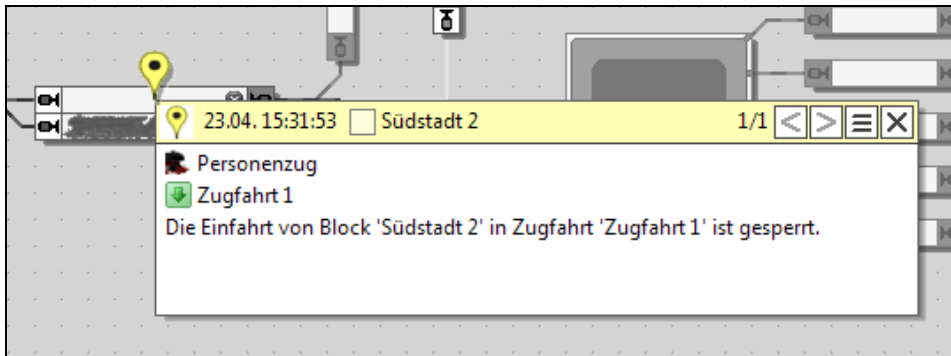 23.04. 15:31:53 Südstadt 2 1/1
Personenzug
Zugfahrt 1
Die Einfahrt von Block 'Südstadt 2' in Zugfahrt 'Zugfahrt 1' ist gesperrt.